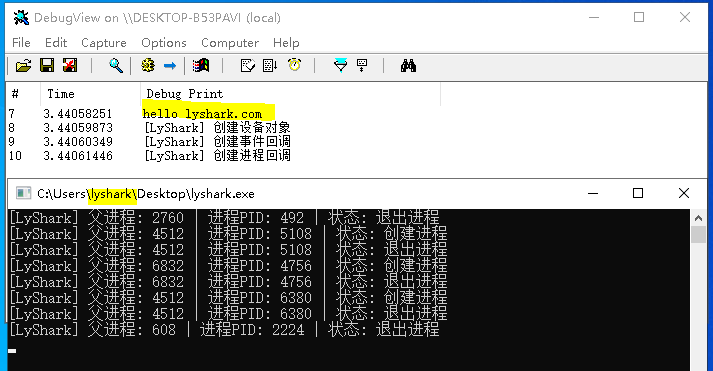 DebugView on \\DESKTOP-B53PAVI (local)
File Edit Capture Options Computer Help
# Time Debug Print
7 3.44058251 hello lyshark.com
8 3.44059873 [LyShark] 创建设备对象
9 3.44060349 [LyShark] 创建事件回调
10 3.44061446 [LyShark] 创建进程回调
C:\Users\lyshark\Desktop\lyshark.exe
[LyShark] 父进程: 2760 | 进程PID: 492 | 状态: 退出进程
[LyShark] 父进程: 4512 | 进程PID: 5108 | 状态: 创建进程
[LyShark] 父进程: 4512 | 进程PID: 5108 | 状态: 退出进程
[LyShark] 父进程: 6832 | 进程PID: 4756 | 状态: 创建进程
[LyShark] 父进程: 6832 | 进程PID: 4756 | 状态: 退出进程
[LyShark] 父进程: 4512 | 进程PID: 6380 | 状态: 创建进程
[LyShark] 父进程: 4512 | 进程PID: 6380 | 状态: 退出进程
[LyShark] 父进程: 608 | 进程PID: 2224 | 状态: 退出进程